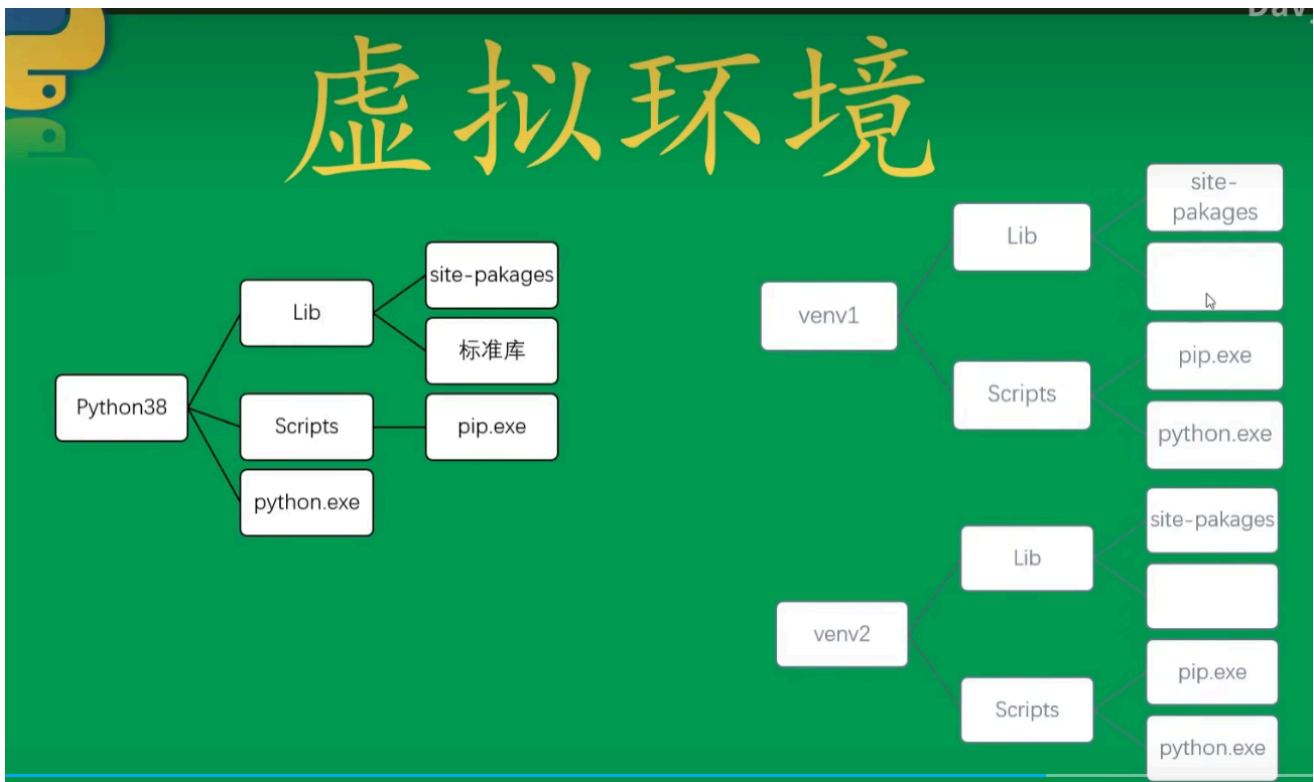 虚拟环境
Python38
Lib
site-pakages
标准库
Scripts
pip.exe
python.exe
venv1
Lib
site-
pakages
Scripts
pip.exe
python.exe
venv2
Lib
site-pakages
Scripts
pip.exe
python.exe